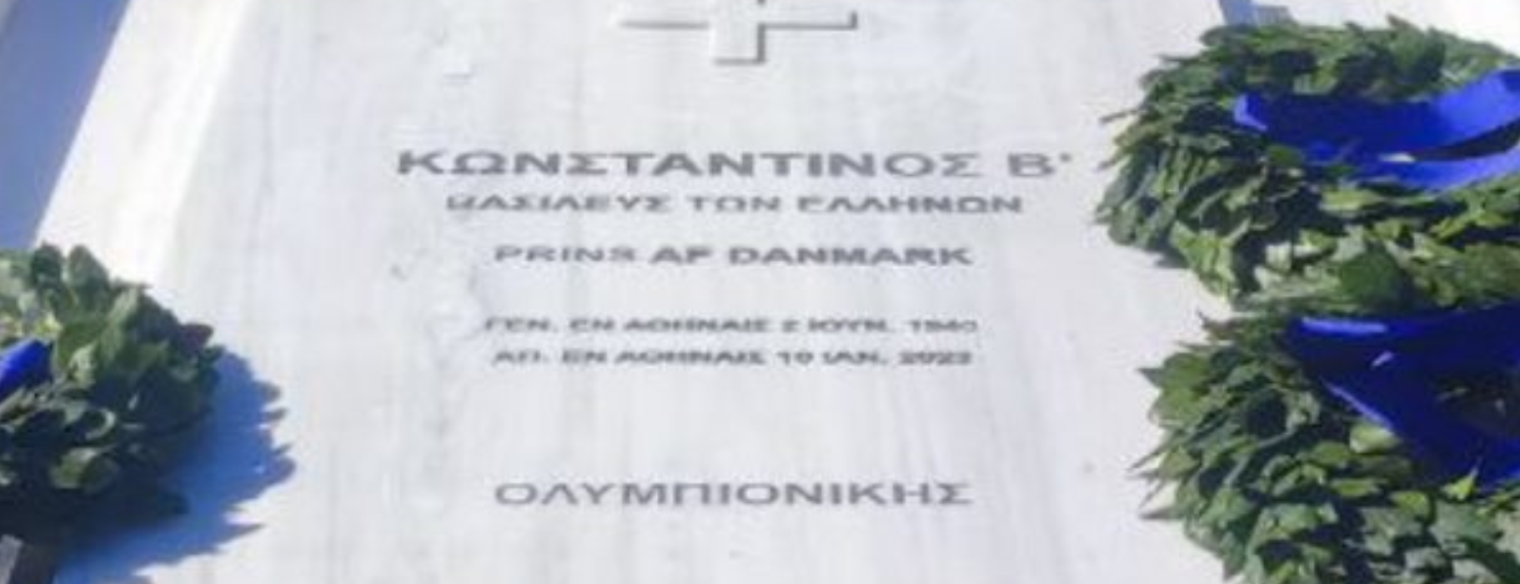 ΚΩΝΣΤΑΝΤΙΝΟΣ Β'
ΒΑΣΙΛΕΥΣ ΤΩΝ ΕΛΛΗΝΩΝ
PRINS AF DANMARK
ΓΕΝ. ΕΝ ΑΘΗΝΑΙΣ 2 ΙΟΥΝ. 1940
ΑΠ. ΕΝ ΑΘΗΝΑΙΣ 10 ΙΑΝ. 2023
ΟΛΥΜΠΙΟΝΙΚΗΣ